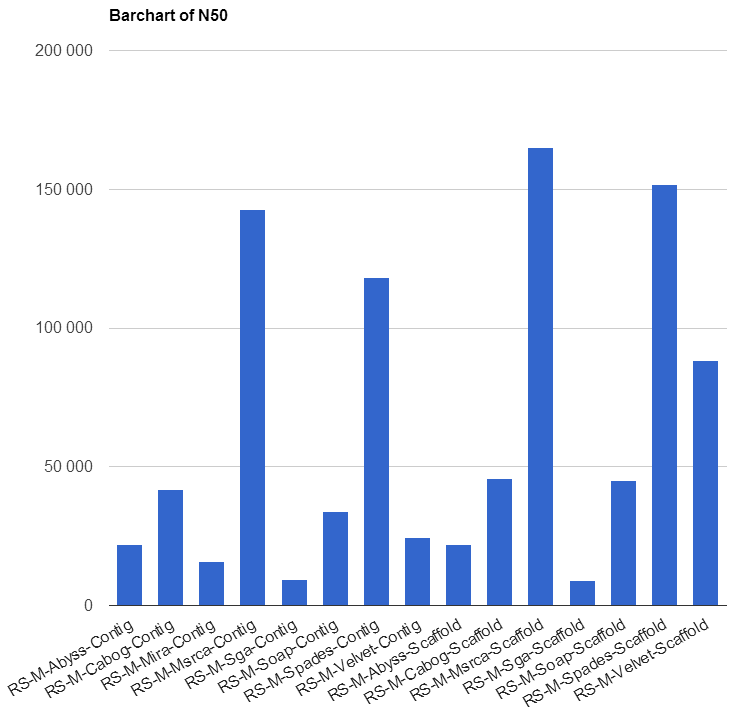 Barchart of N50
200 000
150 000
100 000
50 000
0
RS-M-Abyss-Contig
RS-M-Cabog-Contig
RS-M-Mira-Contig
RS-M-Msrca-Contig
RS-M-Sga-Contig
RS-M-Soap-Contig
RS-M-Spades-Contig
RS-M-Velvet-Contig
RS-M-Abyss-Scaffold
RS-M-Cabog-Scaffold
RS-M-Msrca-Scaffold
RS-M-Sga-Scaffold
RS-M-Soap-Scaffold
RS-M-Spades-Scaffold
RS-M-Velvet-Scaffold